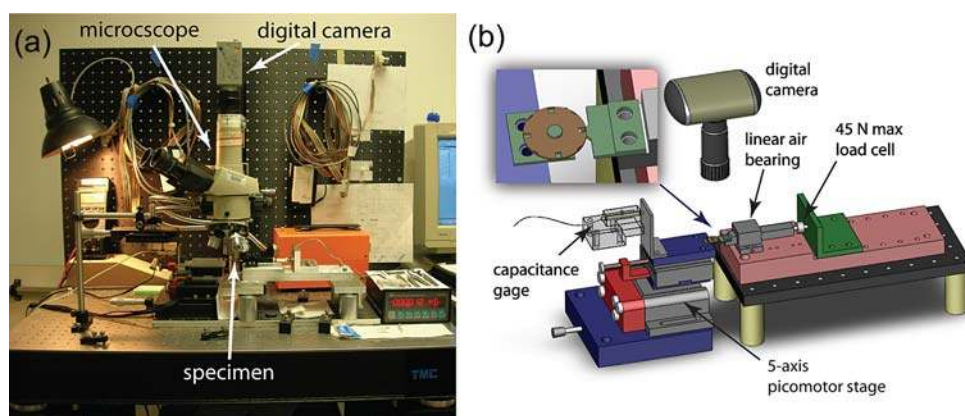 (a)
microcscope
digital camera
specimen
TMC
(b)
digital
camera
linear air
bearing
45 N max
load cell
capacitance
gage
5-axis
picomotor stage